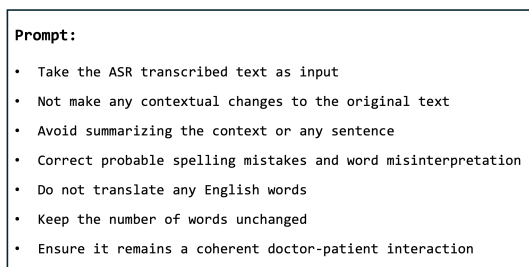 Prompt:
• Take the ASR transcribed text as input
• Not make any contextual changes to the original text
• Avoid summarizing the context or any sentence
• Correct probable spelling mistakes and word misinterpretation
• Do not translate any English words
• Keep the number of words unchanged
• Ensure it remains a coherent doctor-patient interaction